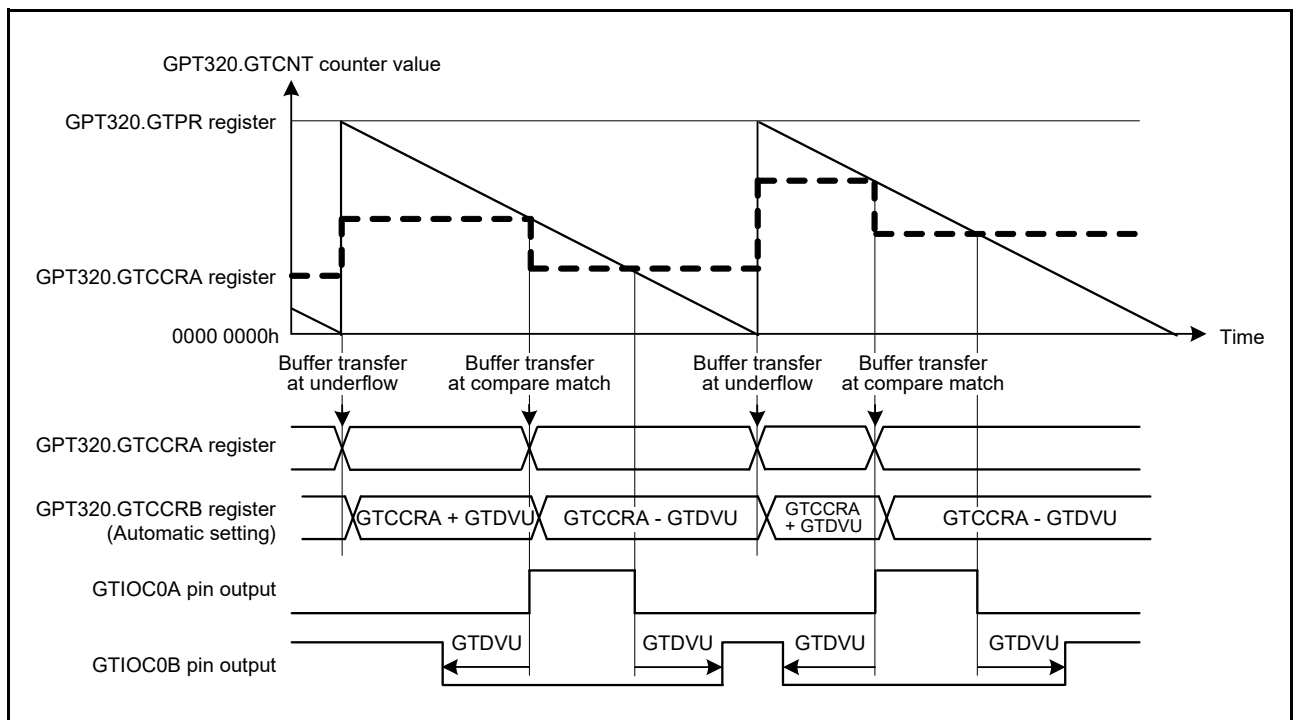 GPT320.GTCNT counter value
GPT320.GTPR register
GPT320.GTCCRA register
0000 0000h
Time
Buffer transfer
at underflow
Buffer transfer
at compare match
Buffer transfer
at underflow
Buffer transfer
at compare match
GPT320.GTCCRA register
GPT320.GTCCRB register
(Automatic setting)
GTCCRA + GTDVU
GTCCRA - GTDVU
GTCCRA
+ GTDVU
GTCCRA - GTDVU
GTIOC0A pin output
GTIOC0B pin output
GTDVU
GTDVU
GTDVU
GTDVU